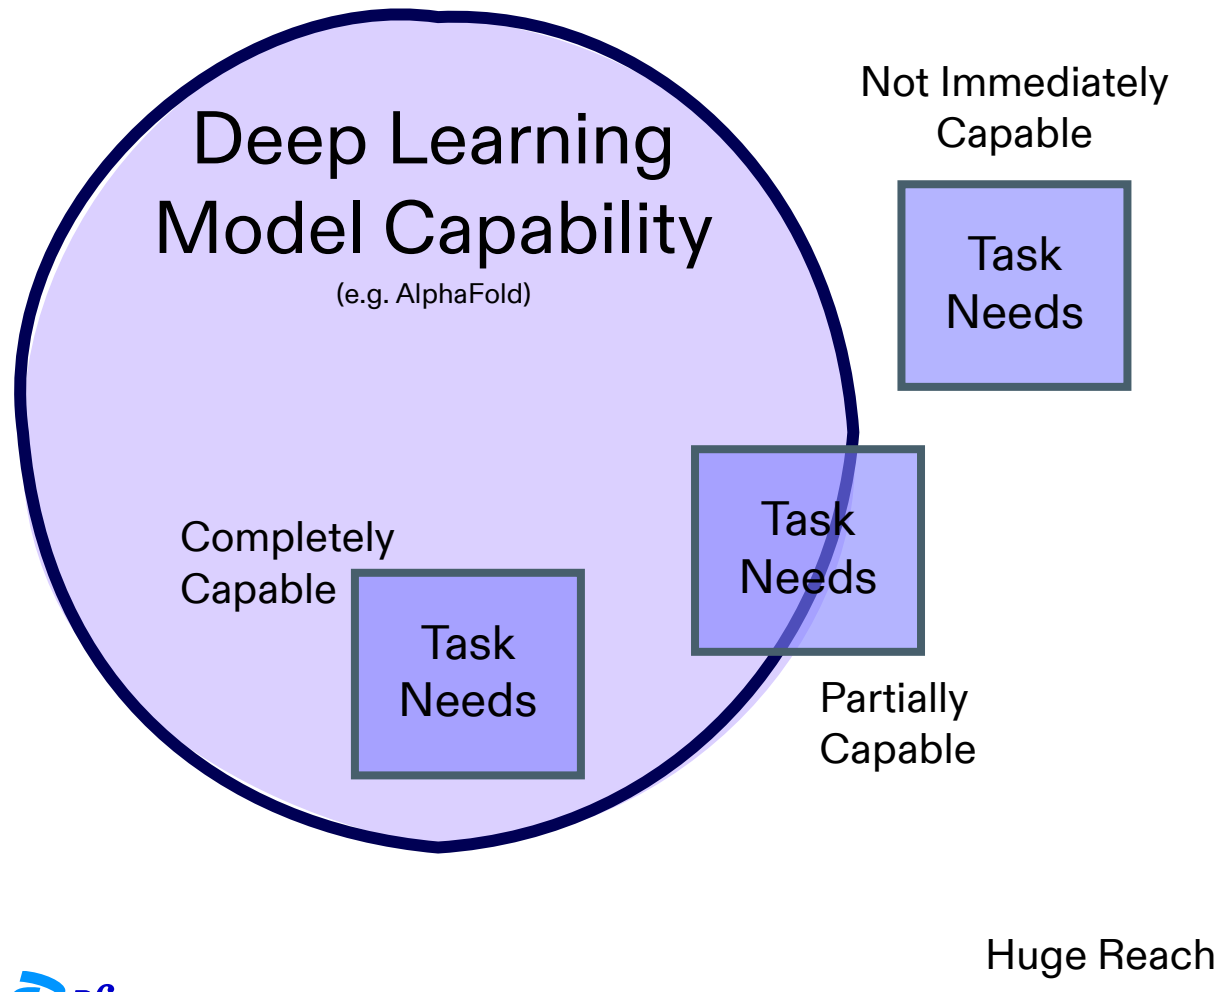 Deep Learning
Model Capability
(e.g. AlphaFold)
Not Immediately
Capable
Task
Needs
Task
Needs
Completely
Capable
Task
Needs
Partially
Capable
Huge Reach